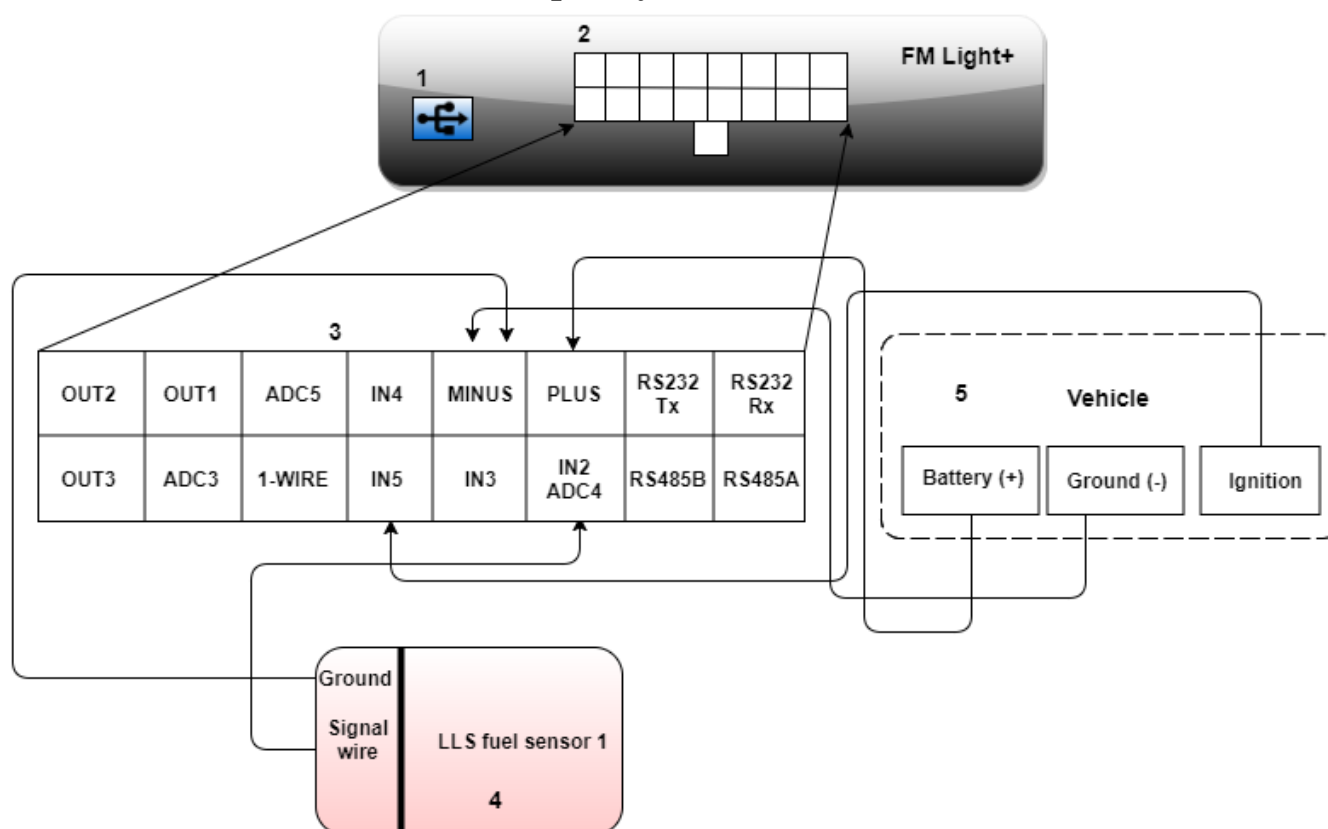 2
FM Light+
1
3
OUT2
OUT1
ADC5
IN4
MINUS
PLUS
RS232
Tx
RS232
Rx
OUT3
ADC3
1-WIRE
IN5
IN3
IN2
ADC4
RS485B
RS485A
5
Vehicle
Battery (+)
Ground (-)
Ignition
Ground
Signal
wire
LLS fuel sensor 1
4